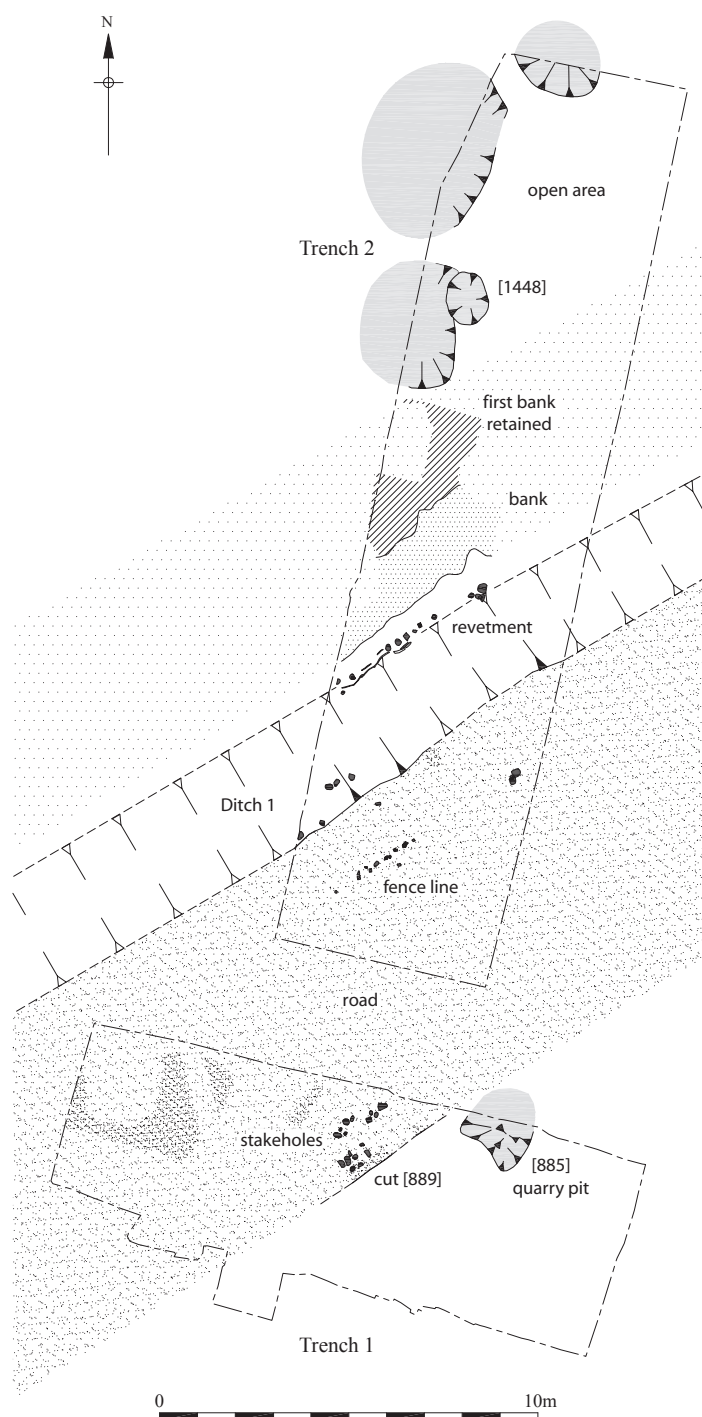 N
open area
Trench 2
[1448]
first bank
retained
bank
revetment
Ditch 1
fence line
road
stakeholes
cut [889]
[885]
quarry pit
Trench 1
0
10m